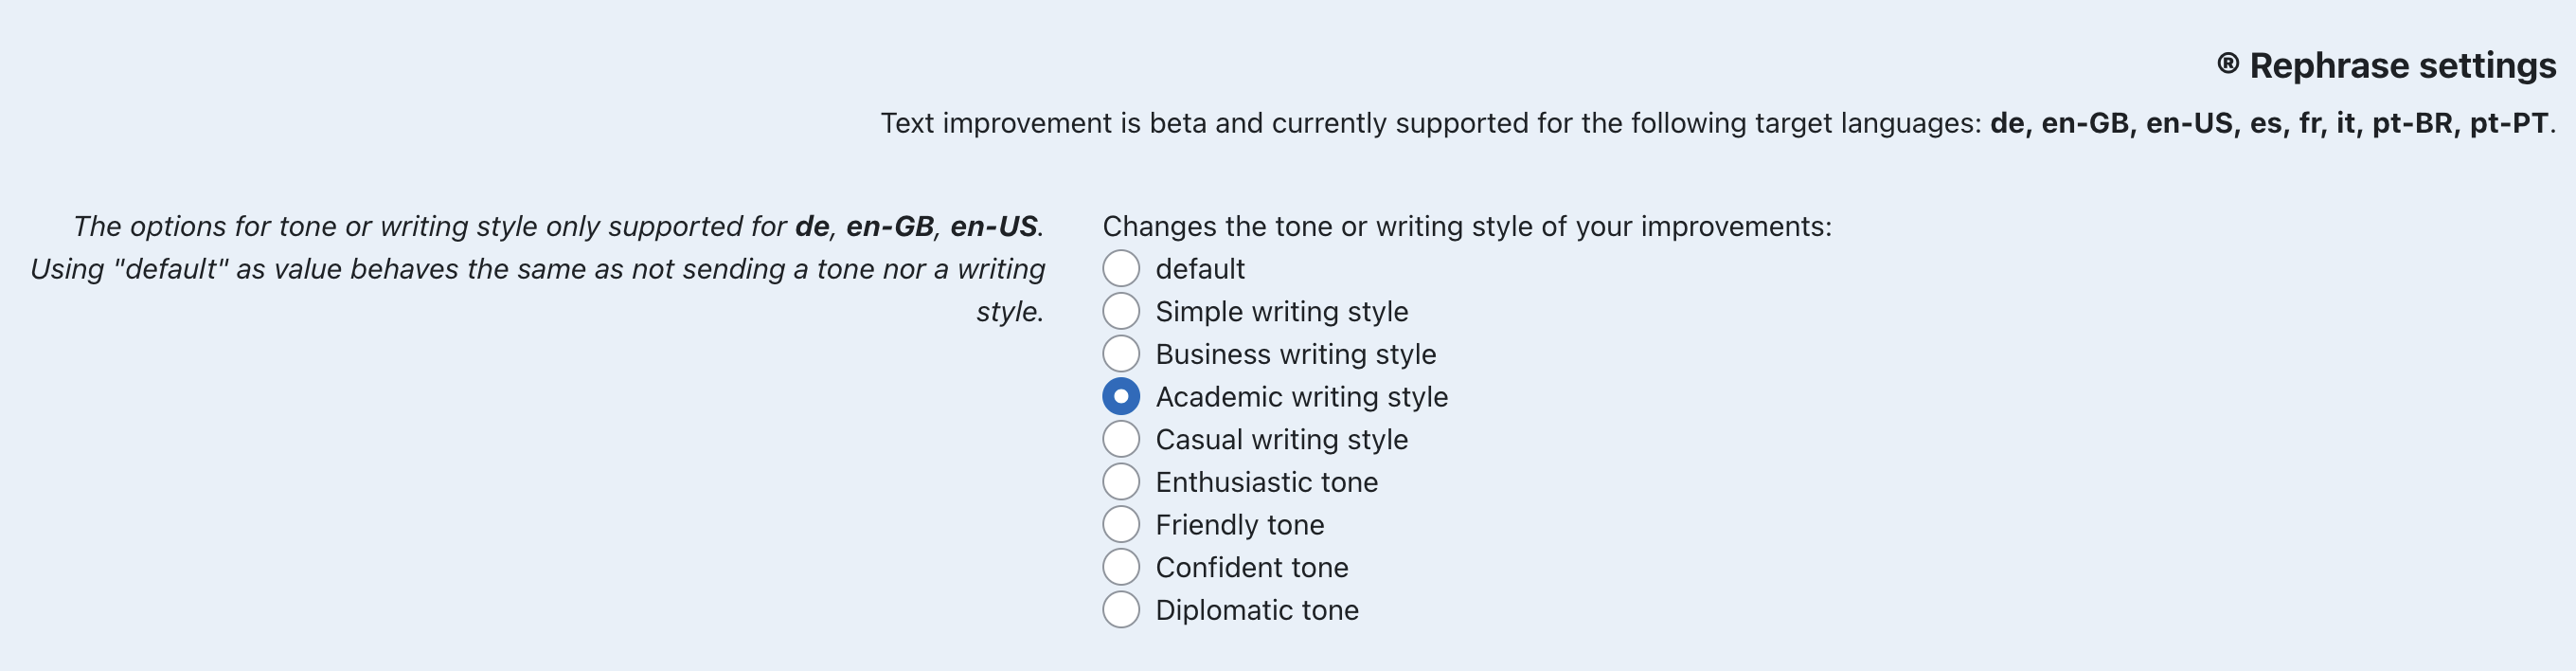 ® Rephrase settings
Text improvement is beta and currently supported for the following target languages: de, en-GB, en-US, es, fr, it, pt-BR, pt-PT.
The options for tone or writing style only supported for de, en-GB, en-US.
Using "default" as value behaves the same as not sending a tone nor a writing
style.
Changes the tone or writing style of your improvements:
default
Simple writing style
Business writing style
Academic writing style
Casual writing style
Enthusiastic tone
Friendly tone
Confident tone
Diplomatic tone